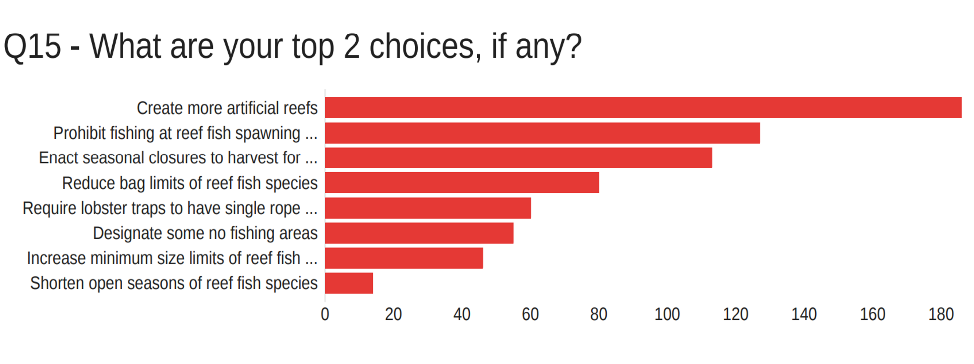 Q15 - What are your top 2 choices, if any?
Create more artificial reefs
Prohibit fishing at reef fish spawning ...
Enact seasonal closures to harvest for ...
Reduce bag limits of reef fish species
Require lobster traps to have single rope ...
Designate some no fishing areas
Increase minimum size limits of reef fish ...
Shorten open seasons of reef fish species
0 20 40 60 80 100 120 140 160 180